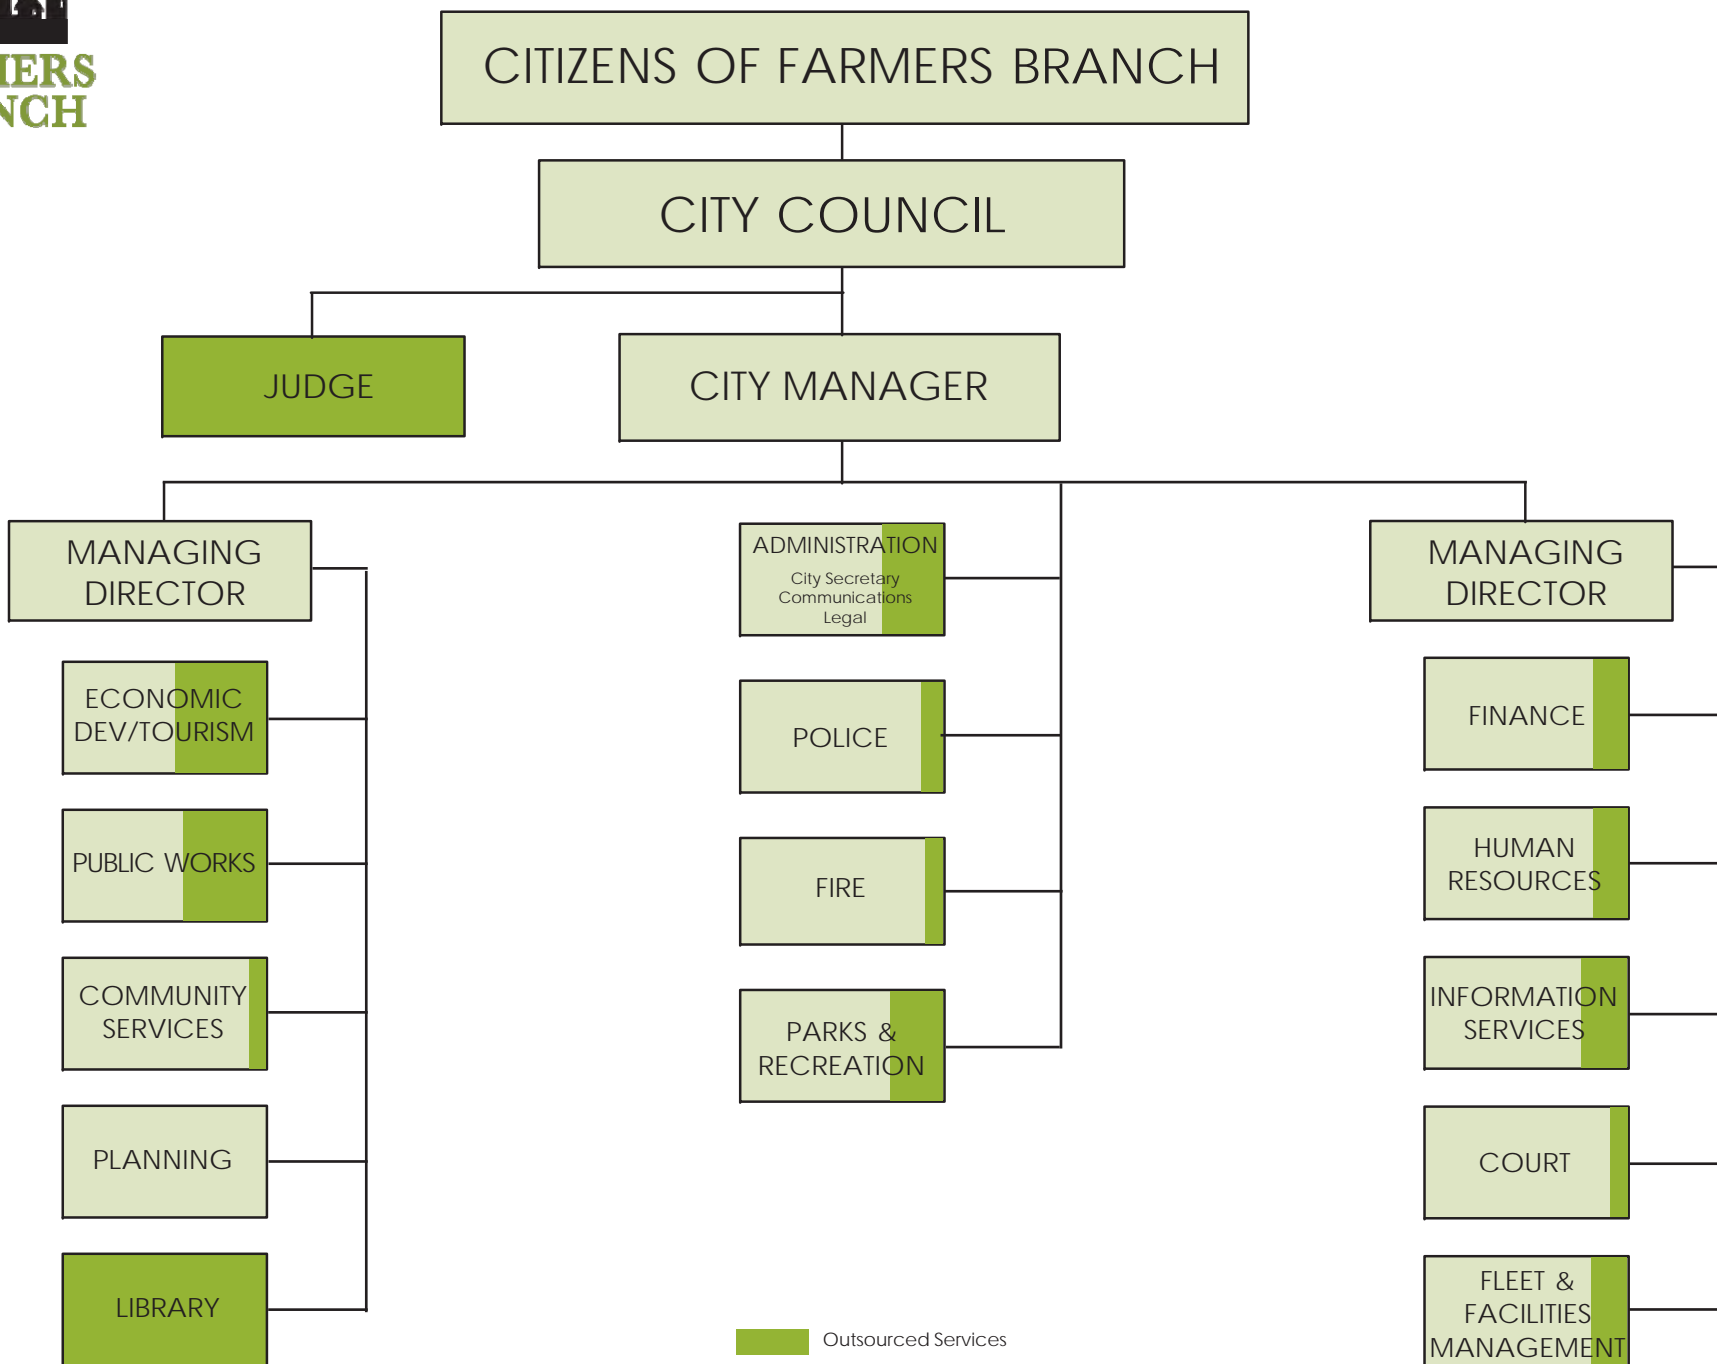 IERS
NCH
CITIZENS OF FARMERS BRANCH
CITY COUNCIL
JUDGE
CITY MANAGER
MANAGING
DIRECTOR
ECONOMIC
DEV/TOURISM
PUBLIC WORKS
COMMUNITY
SERVICES
PLANNING
LIBRARY
ADMINISTRATION
City Secretary
Communications
Legal
POLICE
FIRE
PARKS &
RECREATION
MANAGING
DIRECTOR
FINANCE
HUMAN
RESOURCES
INFORMATION
SERVICES
COURT
FLEET &
FACILITIES
MANAGEMENT
Outsourced Services